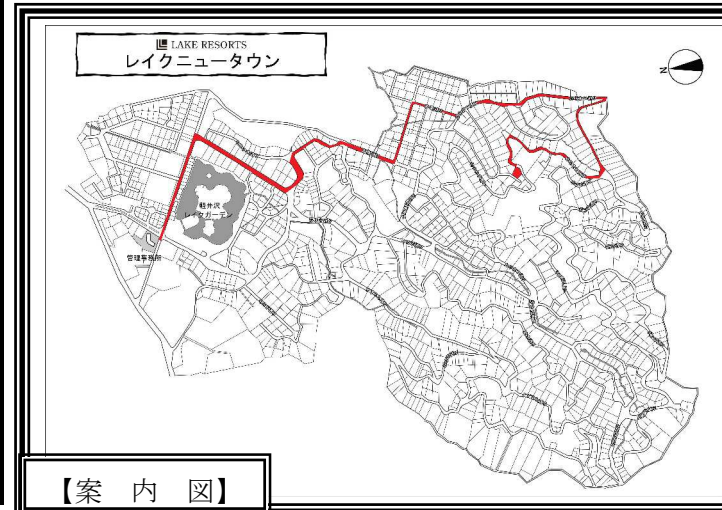 LAKE RESORTS
レイクニュータウン
N
軽井沢
レイクガーデン
管理事務所
【案 内 図】